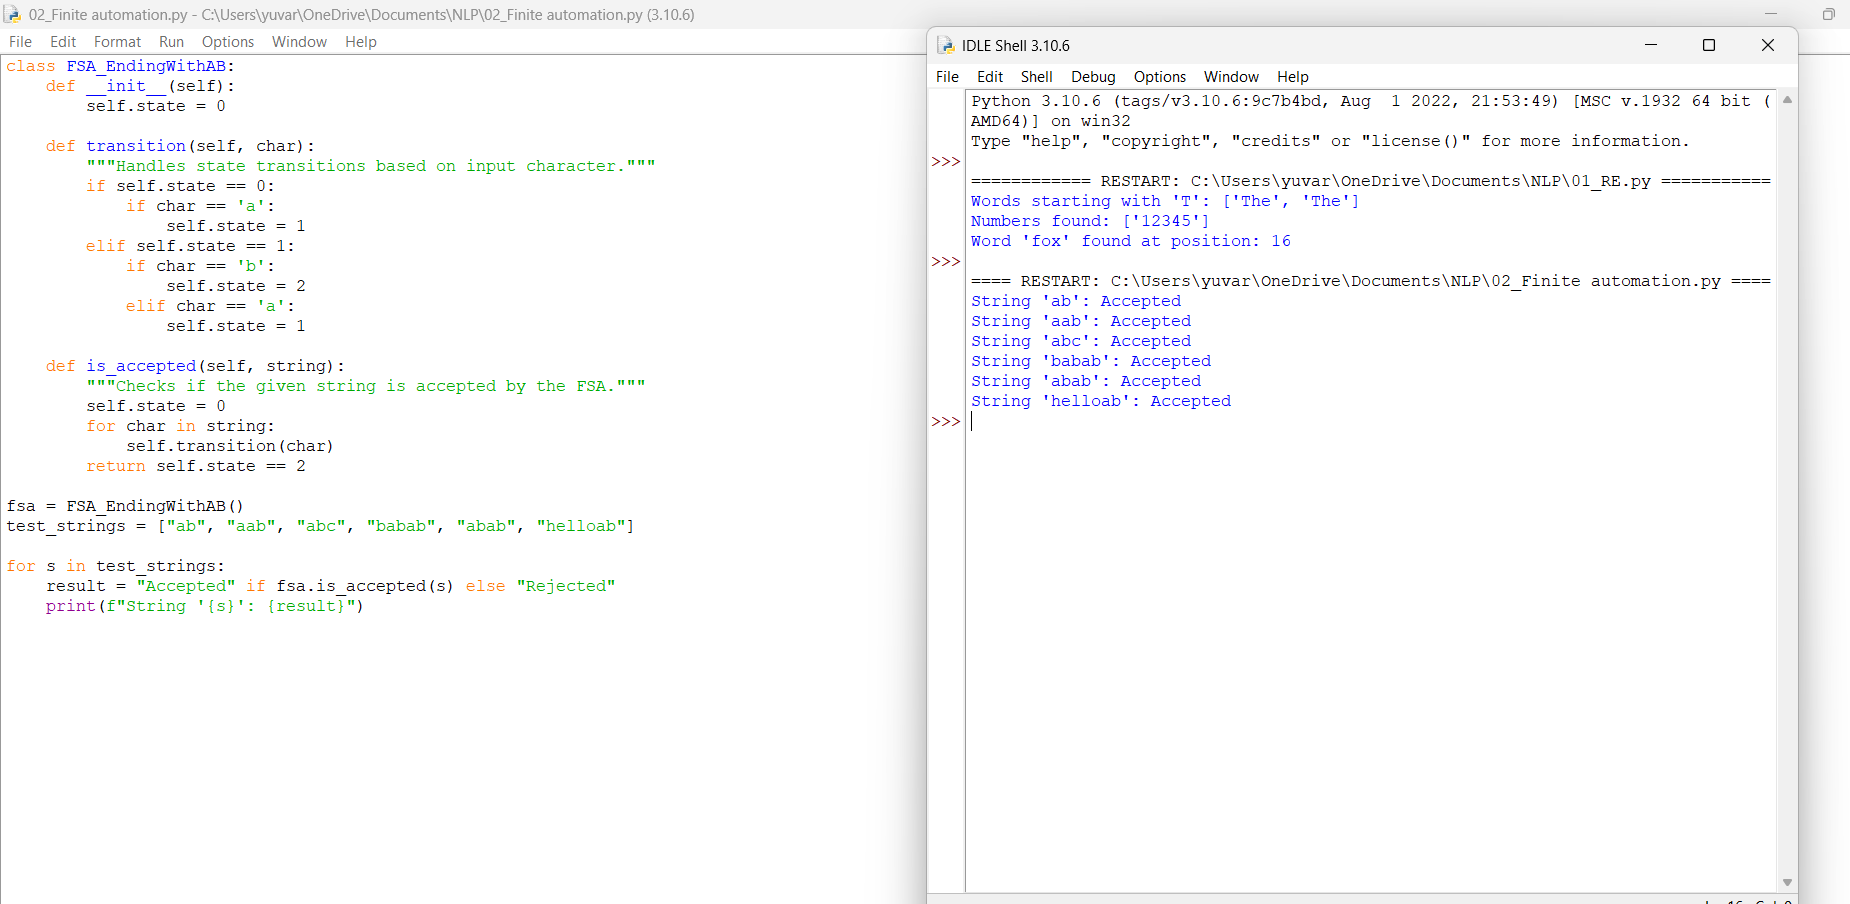 02_Finite automation.py - C:\Users\yuvar\OneDrive\Documents\NLP\02_Finite automation.py (3.10.6)
File Edit Format Run Options Window Help
class FSA_EndingWithAB:
    def __init__(self):
        self.state = 0

    def transition(self, char):
        """Handles state transitions based on input character."""
        if self.state == 0:
            if char == 'a':
                self.state = 1
        elif self.state == 1:
            if char == 'b':
                self.state = 2
            elif char == 'a':
                self.state = 1

    def is_accepted(self, string):
        """Checks if the given string is accepted by the FSA."""
        self.state = 0
        for char in string:
            self.transition(char)
        return self.state == 2

fsa = FSA_EndingWithAB()
test_strings = ["ab", "aab", "abc", "babab", "abab", "helloab"]

for s in test_strings:
    result = "Accepted" if fsa.is_accepted(s) else "Rejected"
    print(f"String '{s}': {result}")
IDLE Shell 3.10.6
File Edit Shell Debug Options Window Help
Python 3.10.6 (tags/v3.10.6:9c7b4bd, Aug  1 2022, 21:53:49) [MSC v.1932 64 bit (
AMD64)] on win32
Type "help", "copyright", "credits" or "license()" for more information.
>>>
============ RESTART: C:\Users\yuvar\OneDrive\Documents\NLP\01_RE.py ===========
Words starting with 'T': ['The', 'The']
Numbers found: ['12345']
Word 'fox' found at position: 16
>>>
==== RESTART: C:\Users\yuvar\OneDrive\Documents\NLP\02_Finite automation.py ====
String 'ab': Accepted
String 'aab': Accepted
String 'abc': Accepted
String 'babab': Accepted
String 'abab': Accepted
String 'helloab': Accepted
>>>